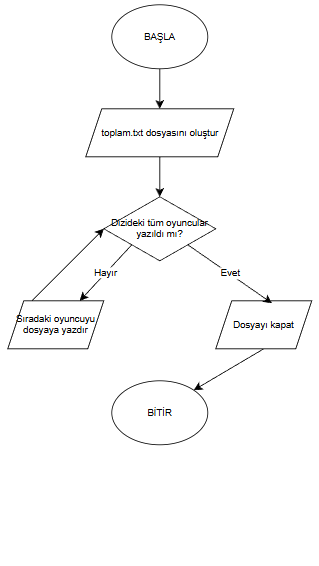 BAŞLA
toplam.txt dosyasını oluştur
Dizideki tüm oyuncular
yazıldı mı?
Hayır
Evet
Sıradaki oyuncuyu
dosyaya yazdır
Dosyayı kapat
BİTİR